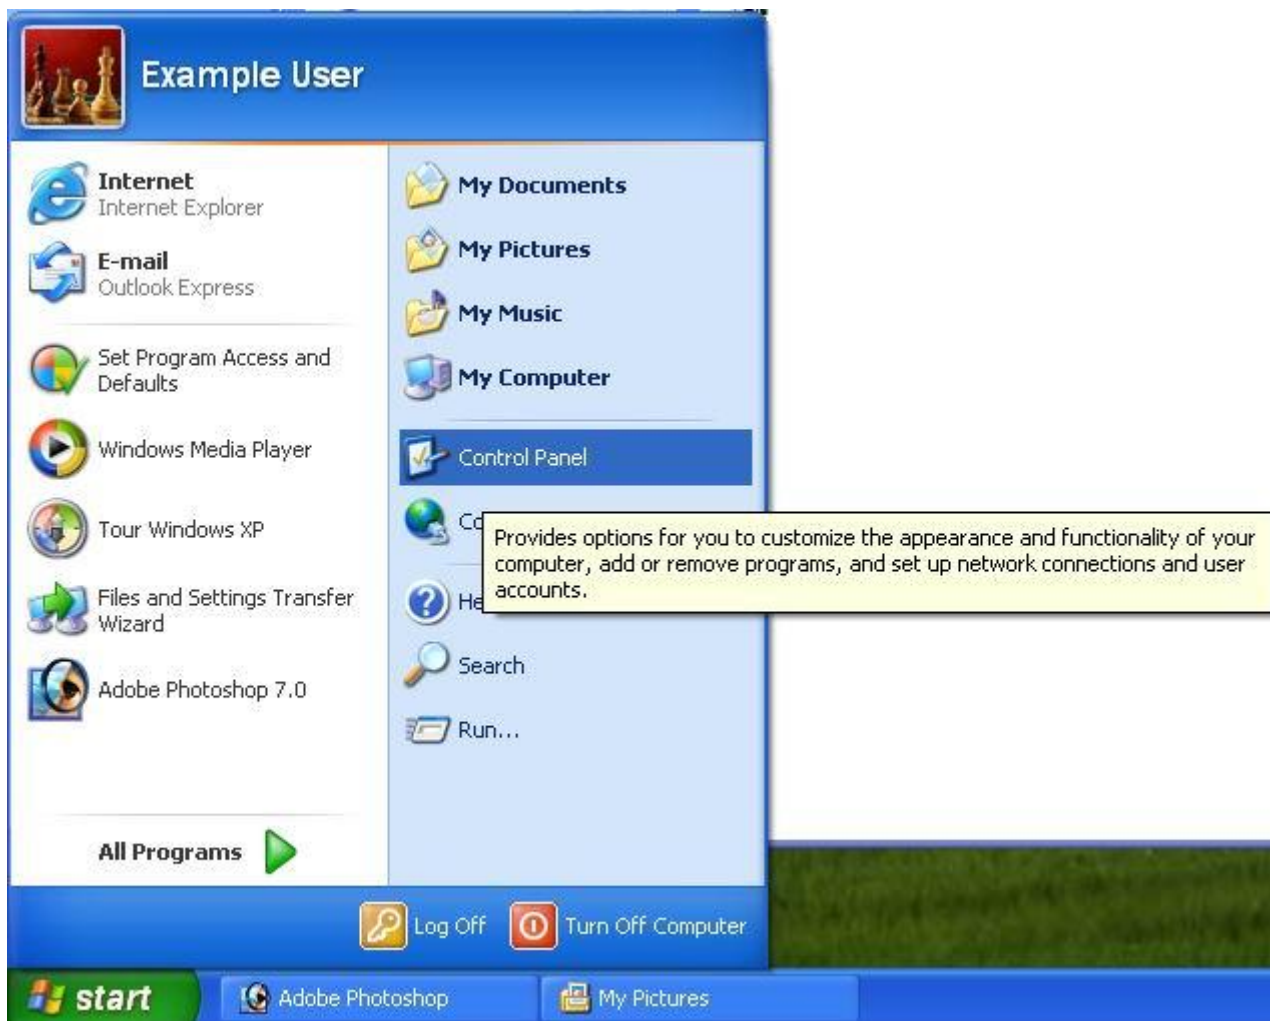 Example User
Internet
Internet Explorer
E-mail
Outlook Express
Set Program Access and
Defaults
Windows Media Player
Tour Windows XP
Files and Settings Transfer
Wizard
Adobe Photoshop 7.0
All Programs
My Documents
My Pictures
My Music
My Computer
Control Panel
Provides options for you to customize the appearance and functionality of your
computer, add or remove programs, and set up network connections and user
accounts.
Search
Run...
Log Off
Turn Off Computer
start
Adobe Photoshop
My Pictures